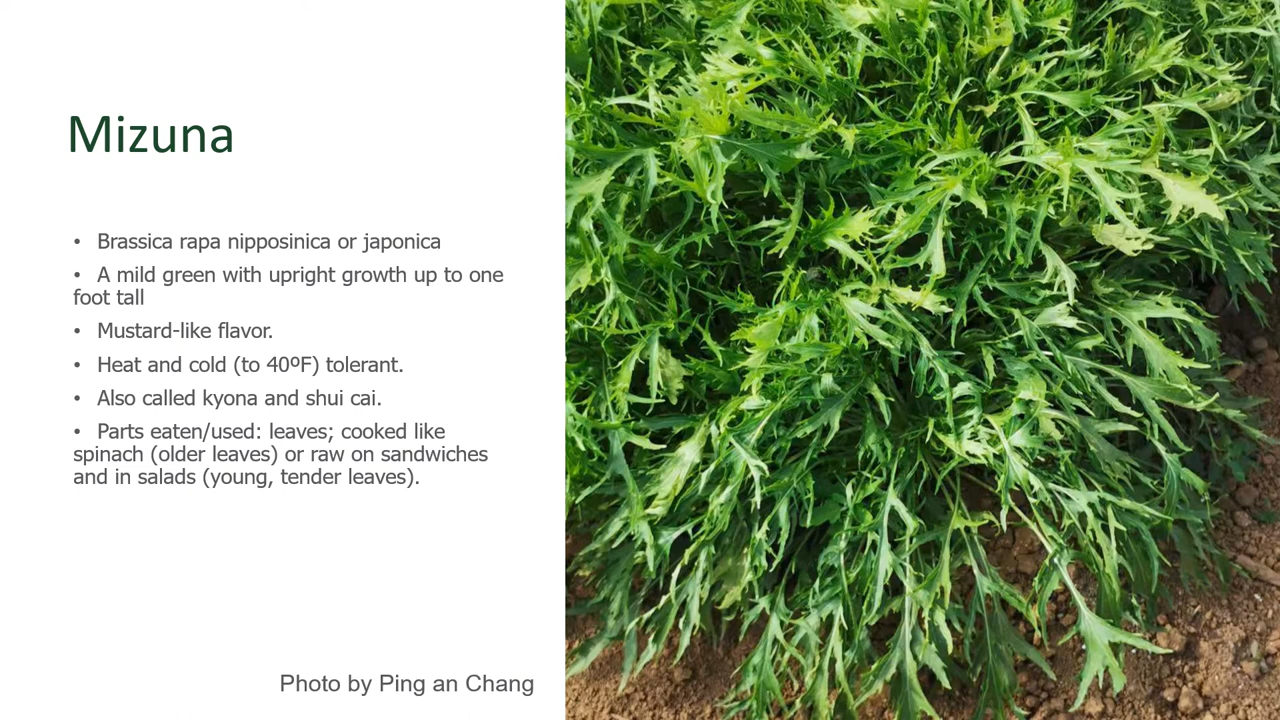 Mizuna
• Brassica rapa nipposinica or japonica
• A mild green with upright growth up to one
foot tall
• Mustard-like flavor.
• Heat and cold (to 40ºF) tolerant.
• Also called kyona and shui cai.
• Parts eaten/used: leaves; cooked like
spinach (older leaves) or raw on sandwiches
and in salads (young, tender leaves).
Photo by Ping an Chang